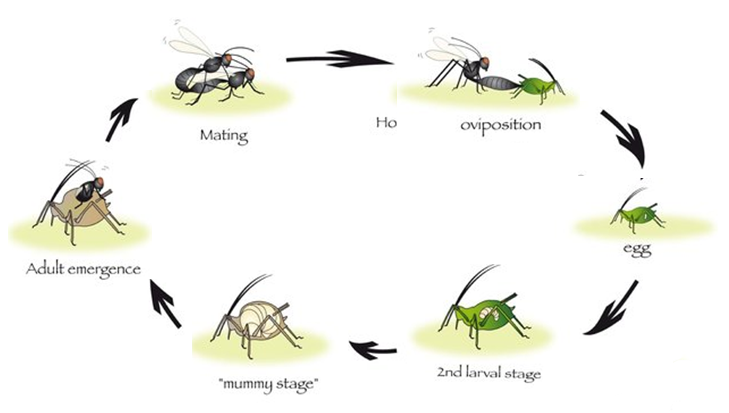 Mating
Ho
oviposition
egg
2nd larval stage
"mummy stage"
Adult emergence